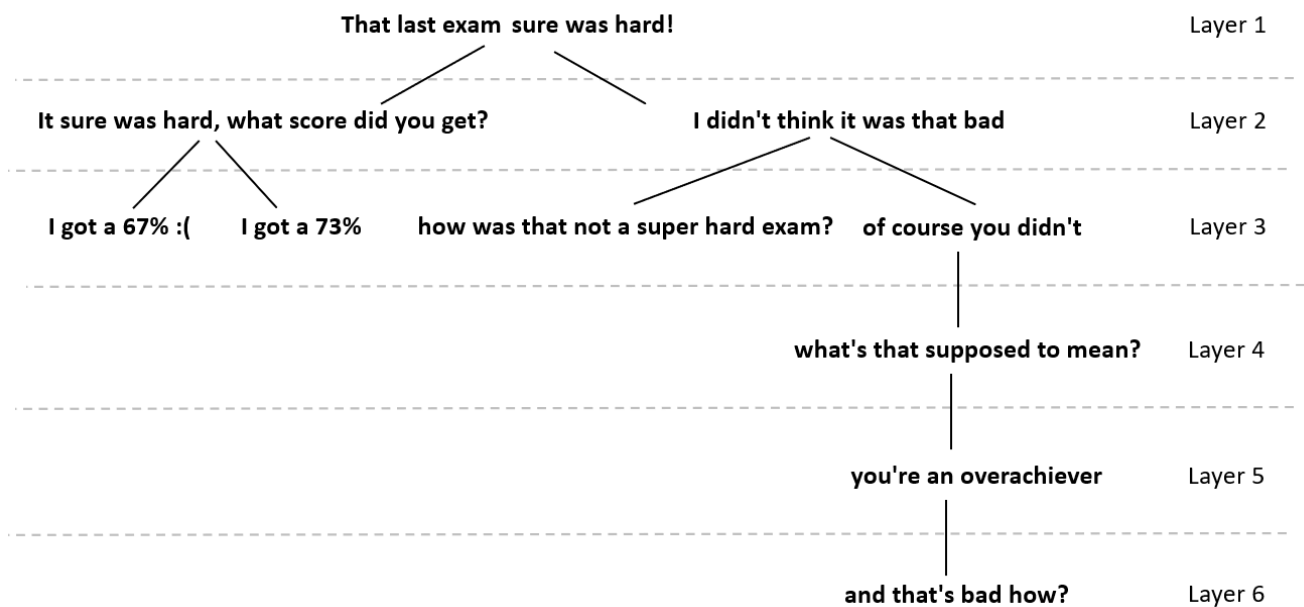 That last exam sure was hard! Layer 1
It sure was hard, what score did you get? I didn't think it was that bad Layer 2
I got a 67% :( I got a 73% how was that not a super hard exam? of course you didn't Layer 3
what's that supposed to mean? Layer 4
you're an overachiever Layer 5
and that's bad how? Layer 6